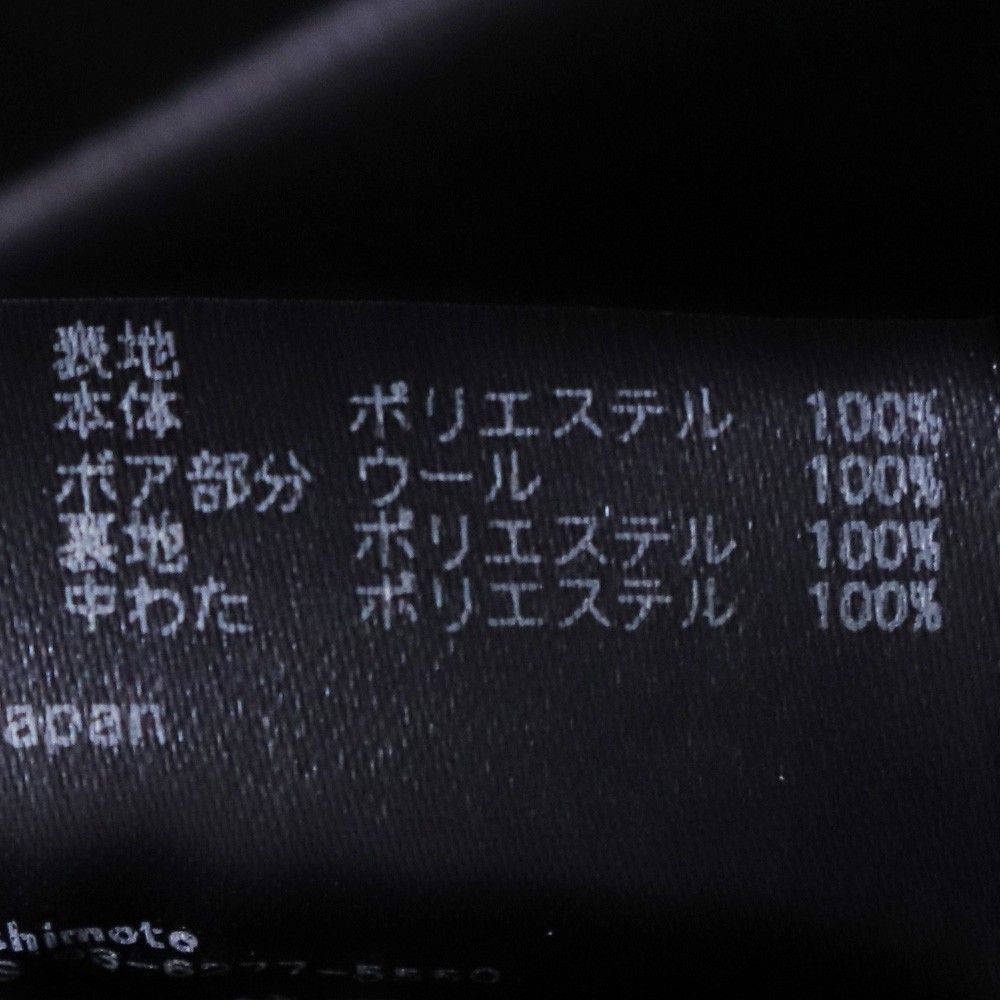 表地
本体 ポリエステル 100%
ボア部分 ウール 100%
裏地 ポリエステル 100%
中わた ポリエステル 100%
apan
himoto